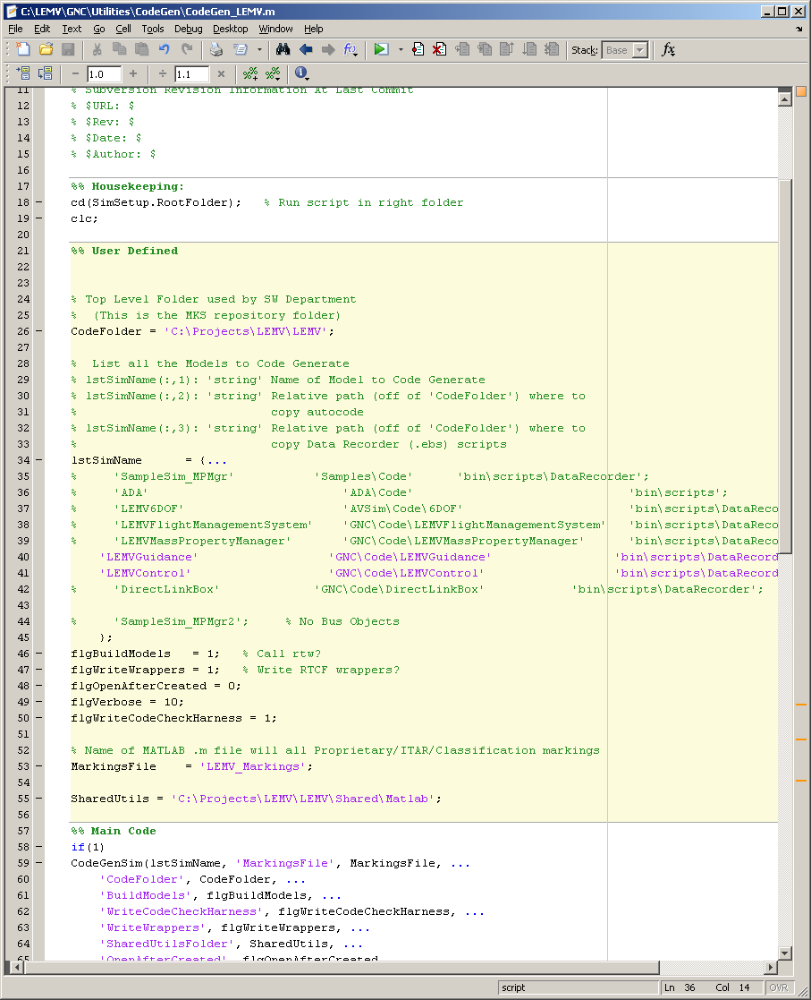 C:\LEMV\GNC\Utilities\CodeGen\CodeGen_LEMV.m
File Edit Text Go Cell Tools Debug Desktop Window Help
Stack: Base fx
− 1.0 + ÷ 1.1 ×
11 % Subversion Revision Information At Last Commit
12 % $URL: $
13 % $Rev: $
14 % $Date: $
15 % $Author: $
16
17 %% Housekeeping:
18 − cd(SimSetup.RootFolder); % Run script in right folder
19 − clc;
20
21 %% User Defined
22
23
24 % Top Level Folder used by SW Department
25 % (This is the MKS repository folder)
26 − CodeFolder = 'C:\Projects\LEMV\LEMV';
27
28 % List all the Models to Code Generate
29 % lstSimName(:,1): 'string' Name of Model to Code Generate
30 % lstSimName(:,2): 'string' Relative path (off of 'CodeFolder') where to
31 % copy autocode
32 % lstSimName(:,3): 'string' Relative path (off of 'CodeFolder') where to
33 % copy Data Recorder (.ebs) scripts
34 − lstSimName = {...
35 % 'SampleSim_MPMgr' 'Samples\Code' 'bin\scripts\DataRecorder';
36 % 'ADA' 'ADA\Code' 'bin\scripts';
37 % 'LEMV6DOF' 'AVSim\Code\6DOF' 'bin\scripts\DataReco
38 % 'LEMVFlightManagementSystem' 'GNC\Code\LEMVFlightManagementSystem' 'bin\scripts\DataReco
39 % 'LEMVMassPropertyManager' 'GNC\Code\LEMVMassPropertyManager' 'bin\scripts\DataReco
40 'LEMVGuidance' 'GNC\Code\LEMVGuidance' 'bin\scripts\DataRecord
41 'LEMVControl' 'GNC\Code\LEMVControl' 'bin\scripts\DataRecord
42 % 'DirectLinkBox' 'GNC\Code\DirectLinkBox' 'bin\scripts\DataRecorder';
43
44 % 'SampleSim_MPMgr2'; % No Bus Objects
45 };
46 − flgBuildModels = 1; % Call rtw?
47 − flgWriteWrappers = 1; % Write RTCF wrappers?
48 − flgOpenAfterCreated = 0;
49 − flgVerbose = 10;
50 − flgWriteCodeCheckHarness = 1;
51
52 % Name of MATLAB .m file will all Proprietary/ITAR/Classification markings
53 − MarkingsFile = 'LEMV_Markings';
54
55 − SharedUtils = 'C:\Projects\LEMV\LEMV\Shared\Matlab';
56
57 %% Main Code
58 − if(1)
59 − CodeGenSim(lstSimName, 'MarkingsFile', MarkingsFile, ...
60 'CodeFolder', CodeFolder, ...
61 'BuildModels', flgBuildModels, ...
62 'WriteCodeCheckHarness', flgWriteCodeCheckHarness, ...
63 'WriteWrappers', flgWriteWrappers, ...
64 'SharedUtilsFolder', SharedUtils, ...
65 'OpenAfterCreated', flgOpenAfterCreated
script Ln 36 Col 14 OVR